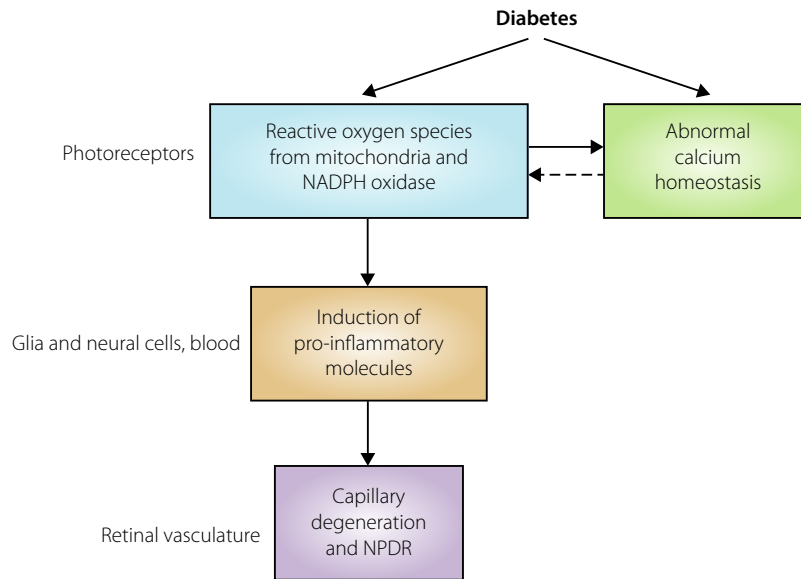 Diabetes
Photoreceptors
Reactive oxygen species
from mitochondria and
NADPH oxidase
Abnormal
calcium
homeostasis
Glia and neural cells, blood
Induction of
pro-inflammatory
molecules
Retinal vasculature
Capillary
degeneration
and NPDR